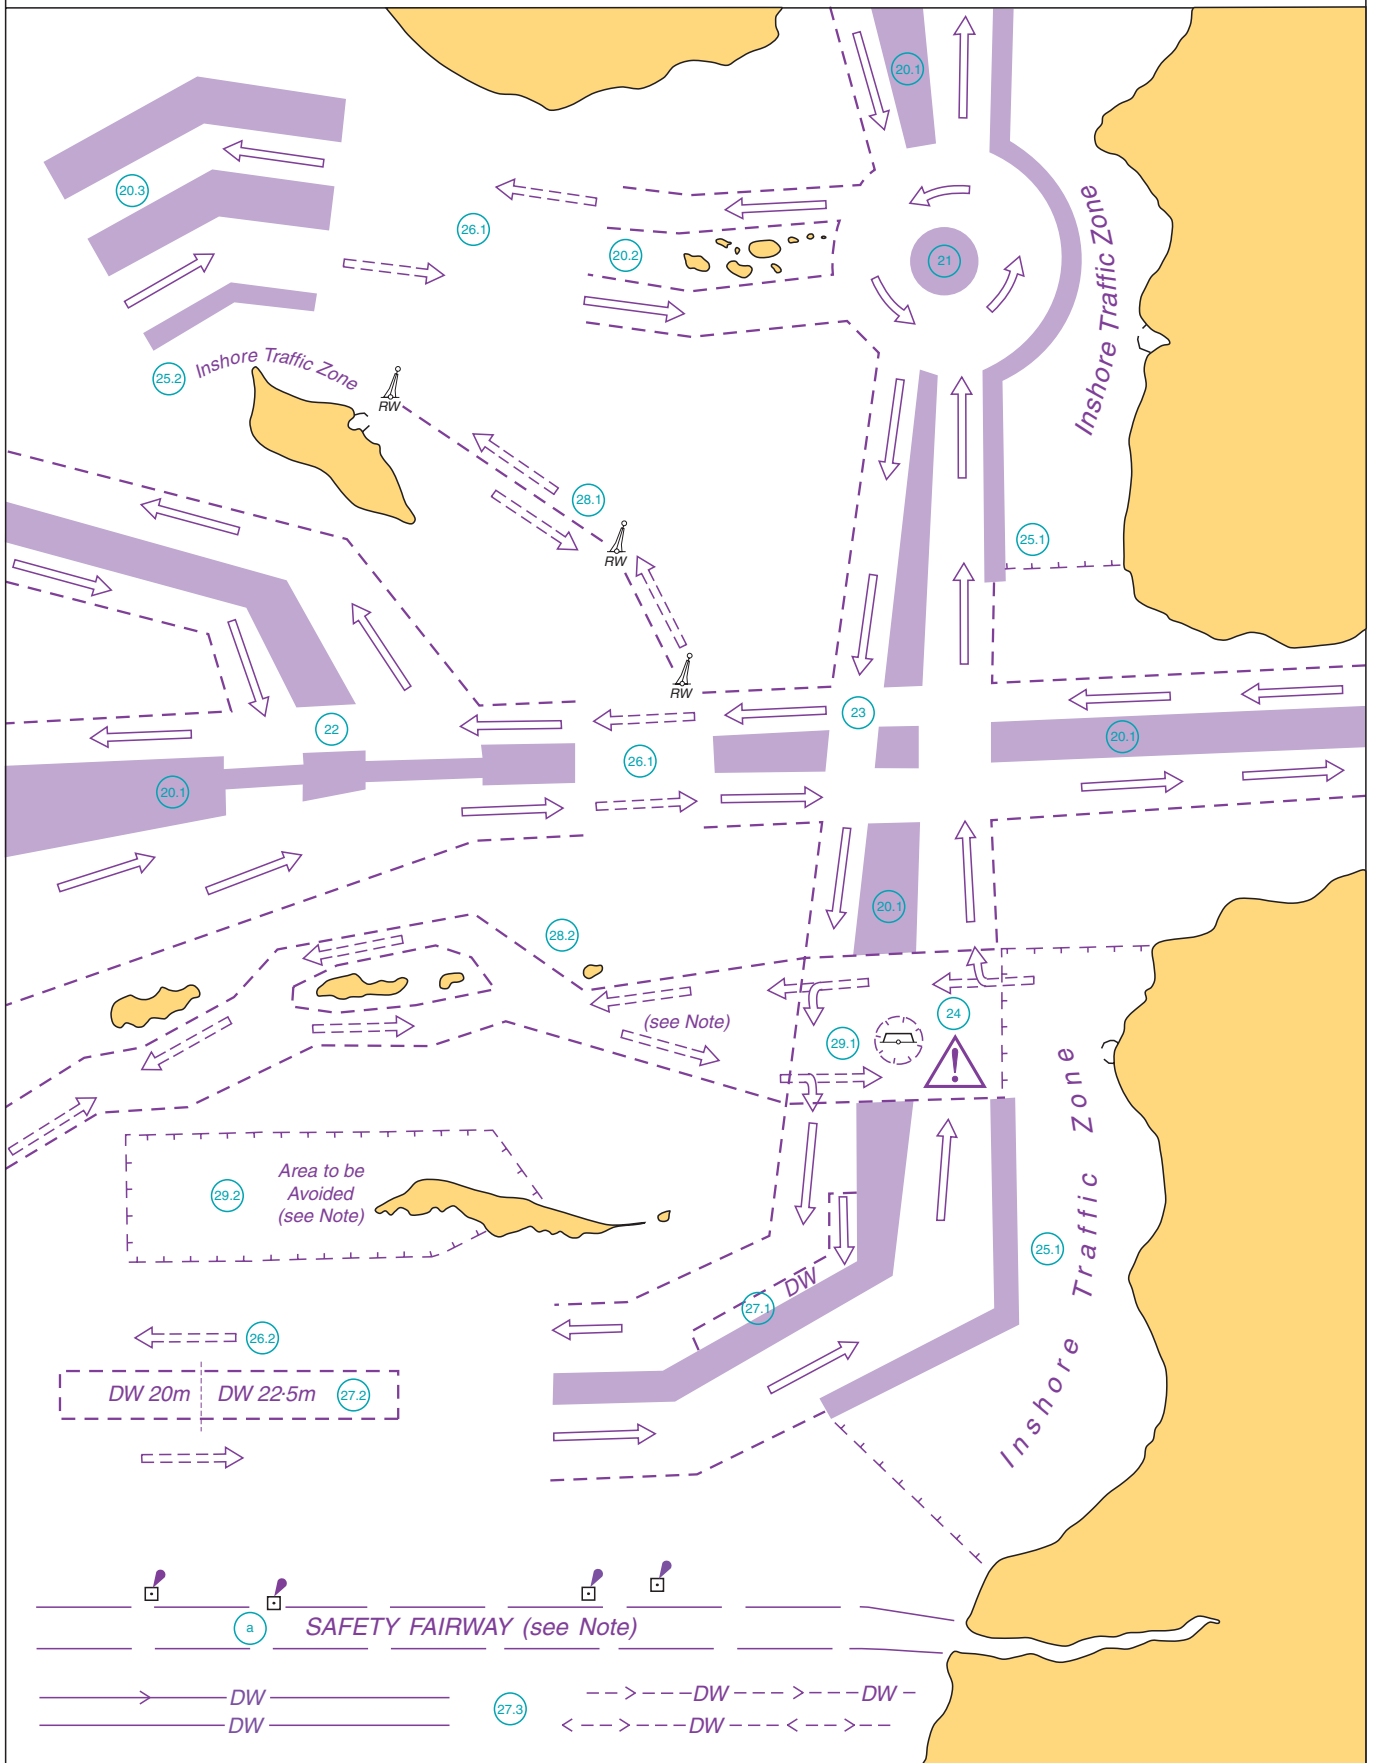 20.1
20.3
26.1
20.2
21
Inshore Traffic Zone
25.2
Inshore Traffic Zone
RW
28.1
RW
25.1
RW
23
22
20.1
26.1
20.1
20.1
28.2
(see Note)
24
29.1
!
Area to be
Avoided
(see Note)
29.2
Inshore Traffic Zone
25.1
DW
27.1
26.2
DW 20m
DW 22·5m
27.2
a
SAFETY FAIRWAY (see Note)
DW
DW
27.3
DW
DW
DW